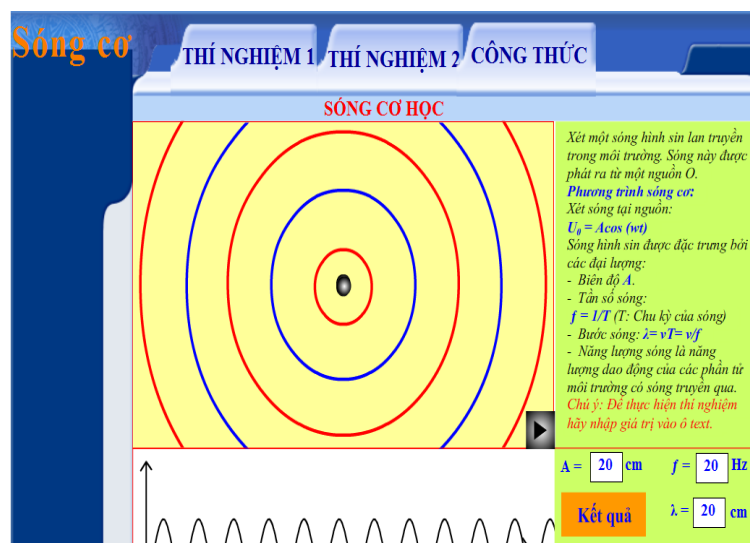 Sóng cơ
THÍ NGHIỆM 1 THÍ NGHIỆM 2 CÔNG THỨC
SÓNG CƠ HỌC
Xét một sóng hình sin lan truyền
trong môi trường. Sóng này được
phát ra từ một nguồn O.
Phương trình sóng cơ:
Xét sóng tại nguồn:
U₀ = Acos (wt)
Sóng hình sin được đặc trưng bởi
các đại lượng:
- Biên độ A.
- Tần số sóng:
f = 1/T (T: Chu kỳ của sóng)
- Bước sóng: λ= vT= v/f
- Năng lượng sóng là năng
lượng dao động của các phần tử
môi trường có sóng truyền qua.
Chú ý: Để thực hiện thí nghiệm
hãy nhập giá trị vào ô text.
A = 20 cm f = 20 Hz
Kết quả λ = 20 cm